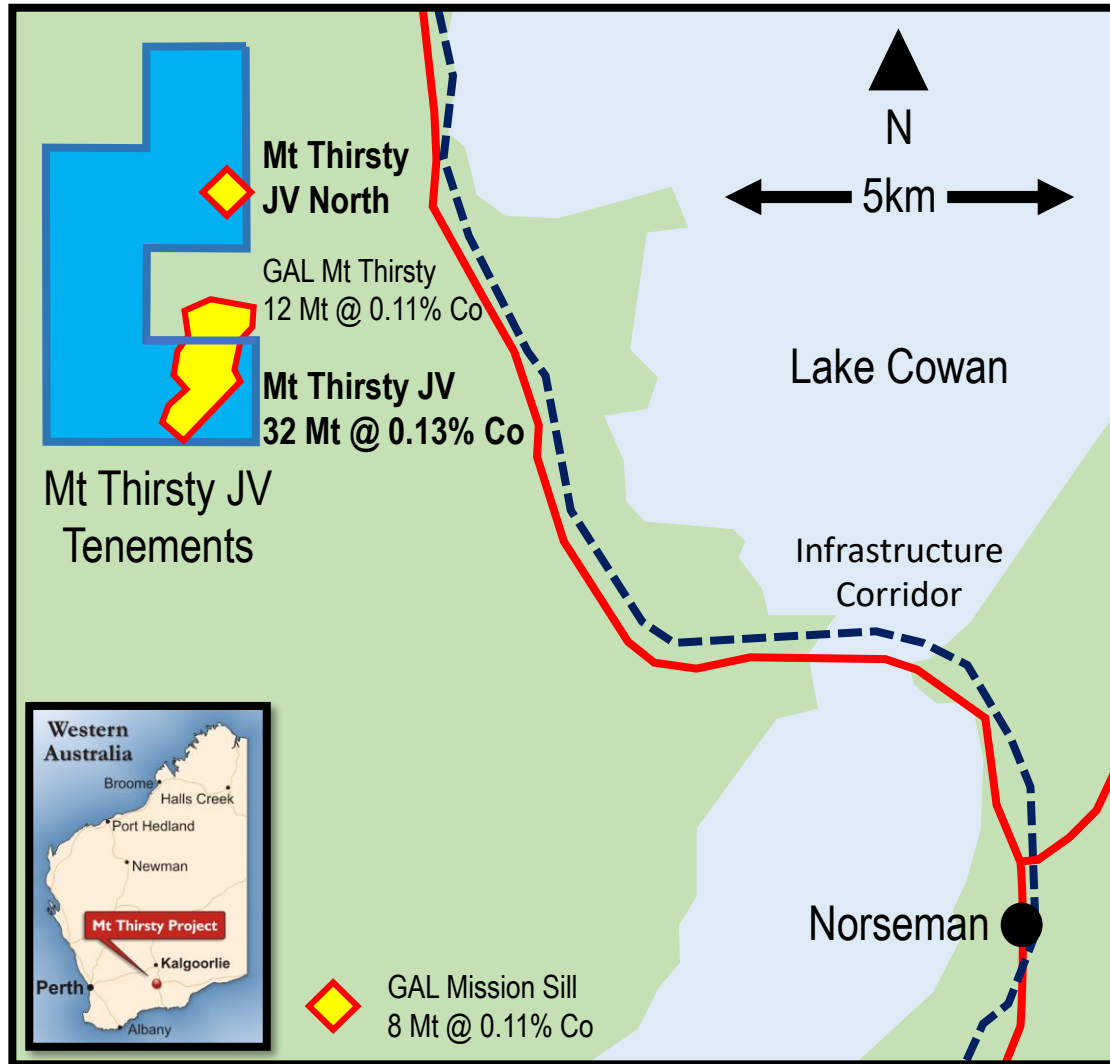 N
5km
Mt Thirsty
JV North
GAL Mt Thirsty
12 Mt @ 0.11% Co
Mt Thirsty JV
32 Mt @ 0.13% Co
Mt Thirsty JV
Tenements
Lake Cowan
Infrastructure
Corridor
Norseman
Western
Australia
Broome
Halls Creek
Port Hedland
Newman
Mt Thirsty Project
Kalgoorlie
Perth
Albany
GAL Mission Sill
8 Mt @ 0.11% Co